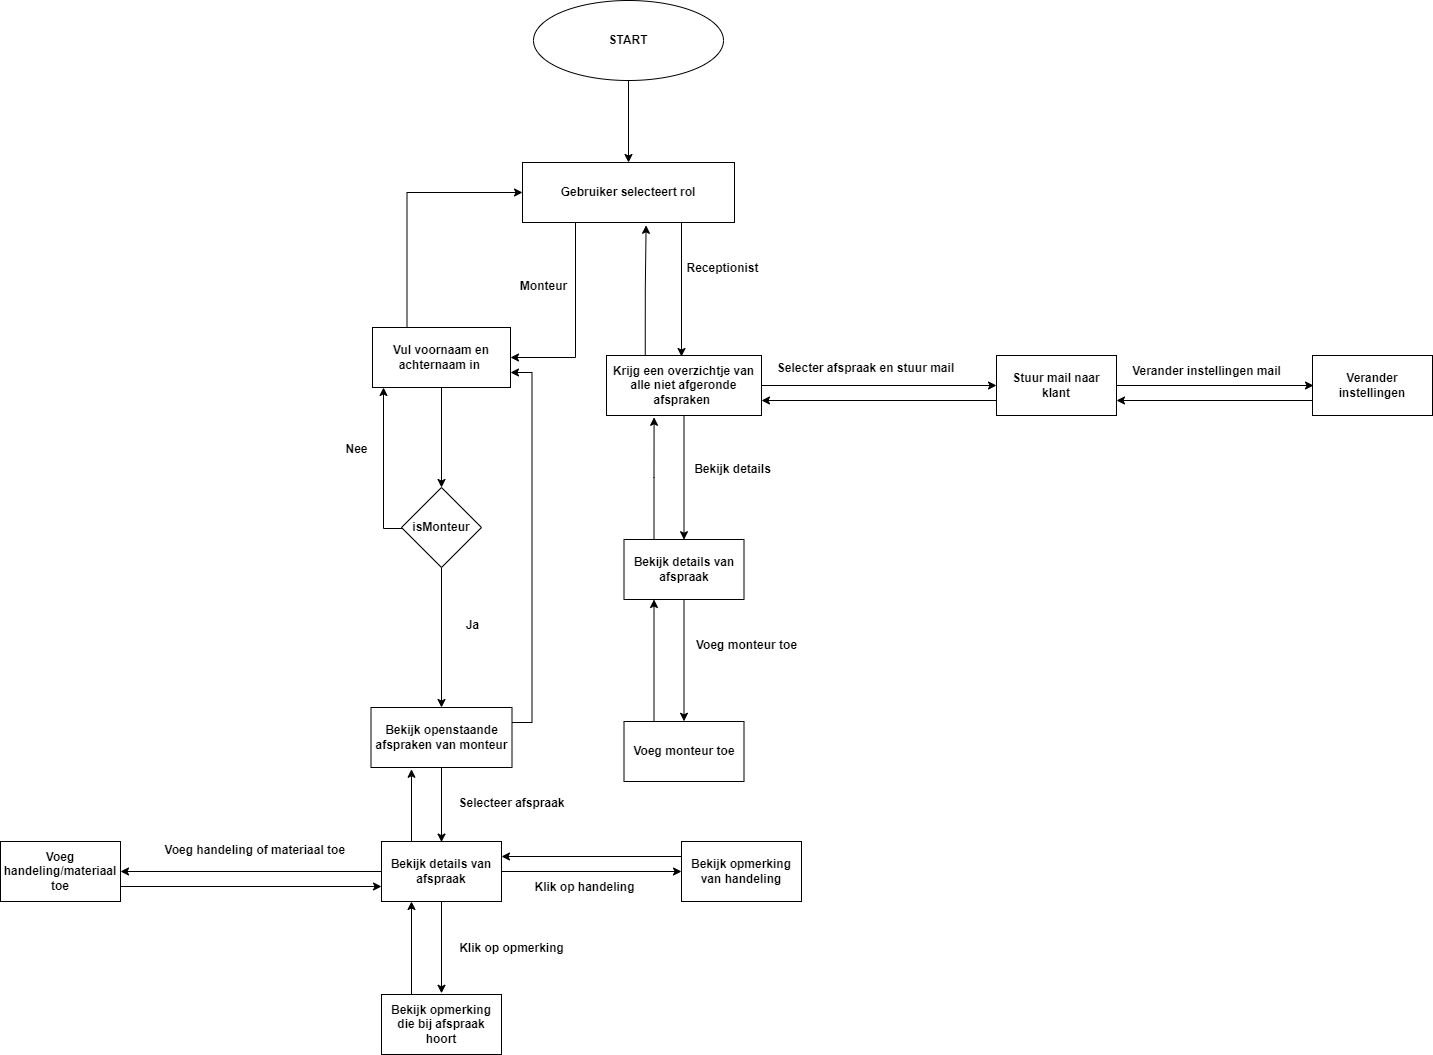 START
Gebruiker selecteert rol
Receptionist
Monteur
Vul voornaam en
achternaam in
Krijg een overzichtje van
alle niet afgeronde
afspraken
Selecter afspraak en stuur mail
Stuur mail naar
klant
Verander instellingen mail
Verander
instellingen
Nee
Bekijk details
isMonteur
Bekijk details van
afspraak
Ja
Voeg monteur toe
Bekijk openstaande
afspraken van monteur
Voeg monteur toe
Selecteer afspraak
Voeg
handeling/materiaal
toe
Voeg handeling of materiaal toe
Bekijk details van
afspraak
Klik op handeling
Bekijk opmerking
van handeling
Klik op opmerking
Bekijk opmerking
die bij afspraak
hoort